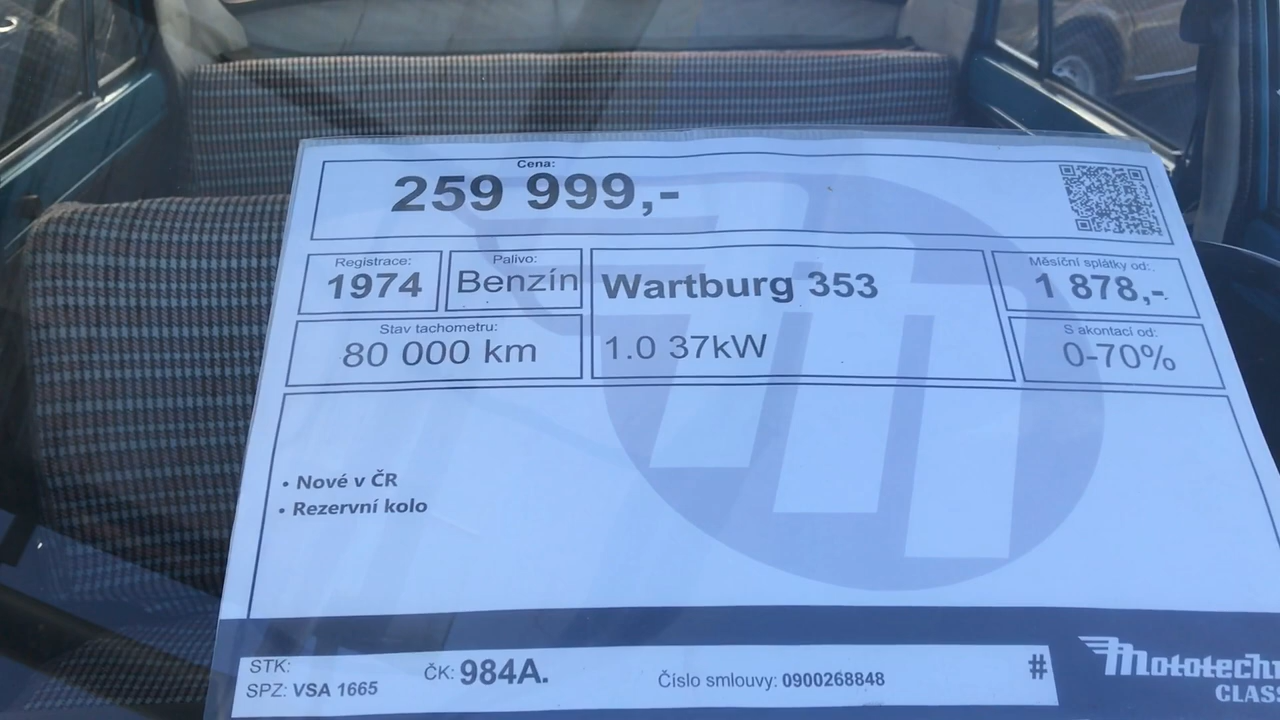 Cena:
259 999,-
Registrace:
1974
Palivo:
Benzín
Wartburg 353
Měsíční splátky od:
1 878,-
Stav tachometru:
80 000 km
1.0 37kW
S akontací od:
0-70%
• Nové v ČR
• Rezervní kolo
STK:
SPZ: VSA 1665
ČK: 984A.
Číslo smlouvy: 0900268848
#
Mototechn
CLASS